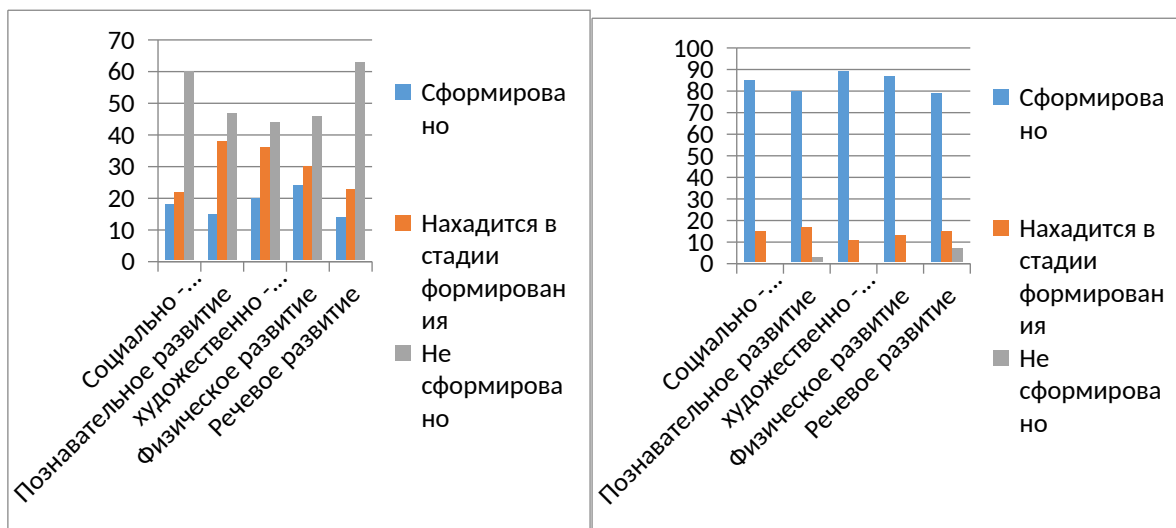 70
60
50
40
30
20
10
0
Социально -...
Познавательное развитие
художественно -...
Физическое развитие
Речевое развитие
Сформирова
но
Нахадится в
стадии
формирован
ия
Не
сформирова
но
100
90
80
70
60
50
40
30
20
10
0
Социально -...
Познавательное развитие
художественно -...
Физическое развитие
Речевое развитие
Сформирова
но
Нахадится в
стадии
формирован
ия
Не
сформирова
но